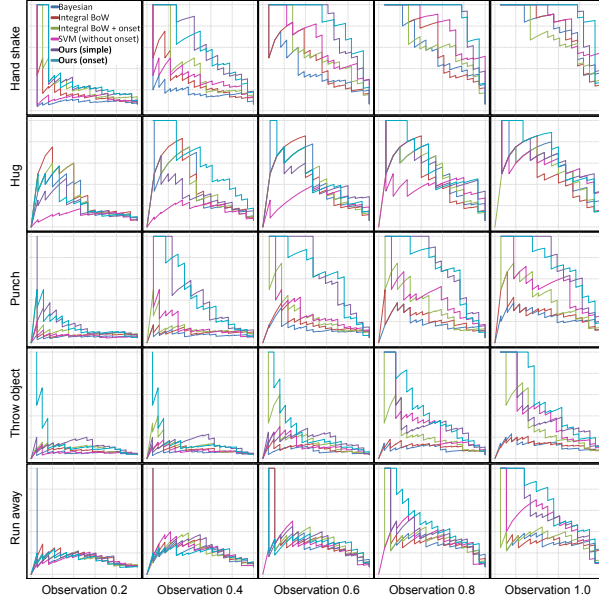 Bayesian
Integral BoW
Integral BoW + onset
SVM (without onset)
Ours (simple)
Ours (onset)
Hand shake
Hug
Punch
Throw object
Run away
Observation 0.2
Observation 0.4
Observation 0.6
Observation 0.8
Observation 1.0